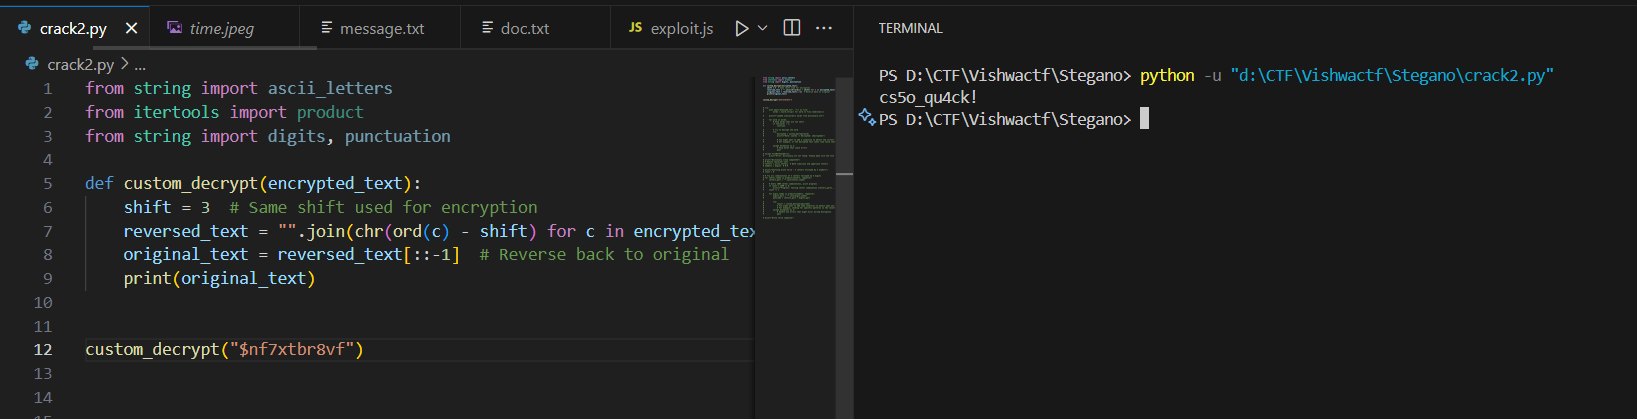 crack2.py
time.jpeg
message.txt
doc.txt
JS exploit.js
crack2.py > ...
1 from string import ascii_letters
2 from itertools import product
3 from string import digits, punctuation
4
5 def custom_decrypt(encrypted_text):
6 shift = 3 # Same shift used for encryption
7 reversed_text = "".join(chr(ord(c) - shift) for c in encrypted_tex
8 original_text = reversed_text[::-1] # Reverse back to original
9 print(original_text)
10
11
12 custom_decrypt("$nf7xtbr8vf")
13
14
TERMINAL
PS D:\CTF\Vishwactf\Stegano> python -u "d:\CTF\Vishwactf\Stegano\crack2.py"
cs5o_qu4ck!
PS D:\CTF\Vishwactf\Stegano>